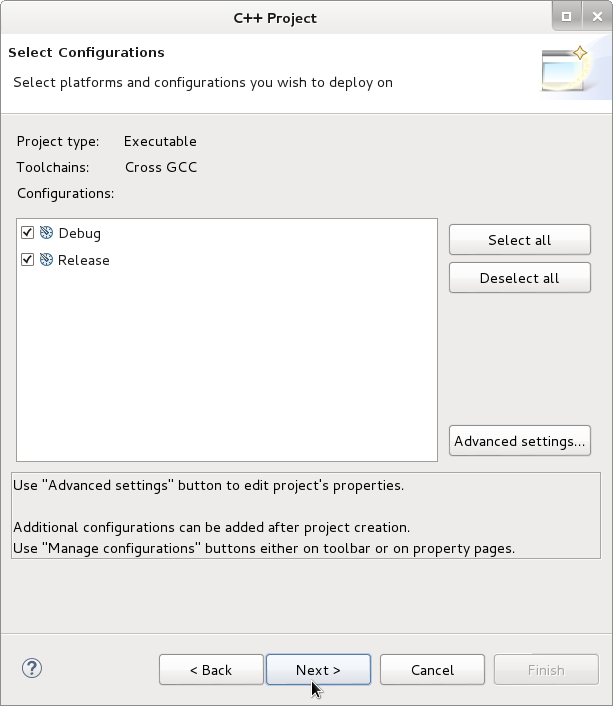 C++ Project
Select Configurations
Select platforms and configurations you wish to deploy on
Project type: Executable
Toolchains: Cross GCC
Configurations:
Debug
Release
Select all
Deselect all
Advanced settings...
Use "Advanced settings" button to edit project's properties.
Additional configurations can be added after project creation.
Use "Manage configurations" buttons either on toolbar or on property pages.
?
< Back
Next >
Cancel
Finish